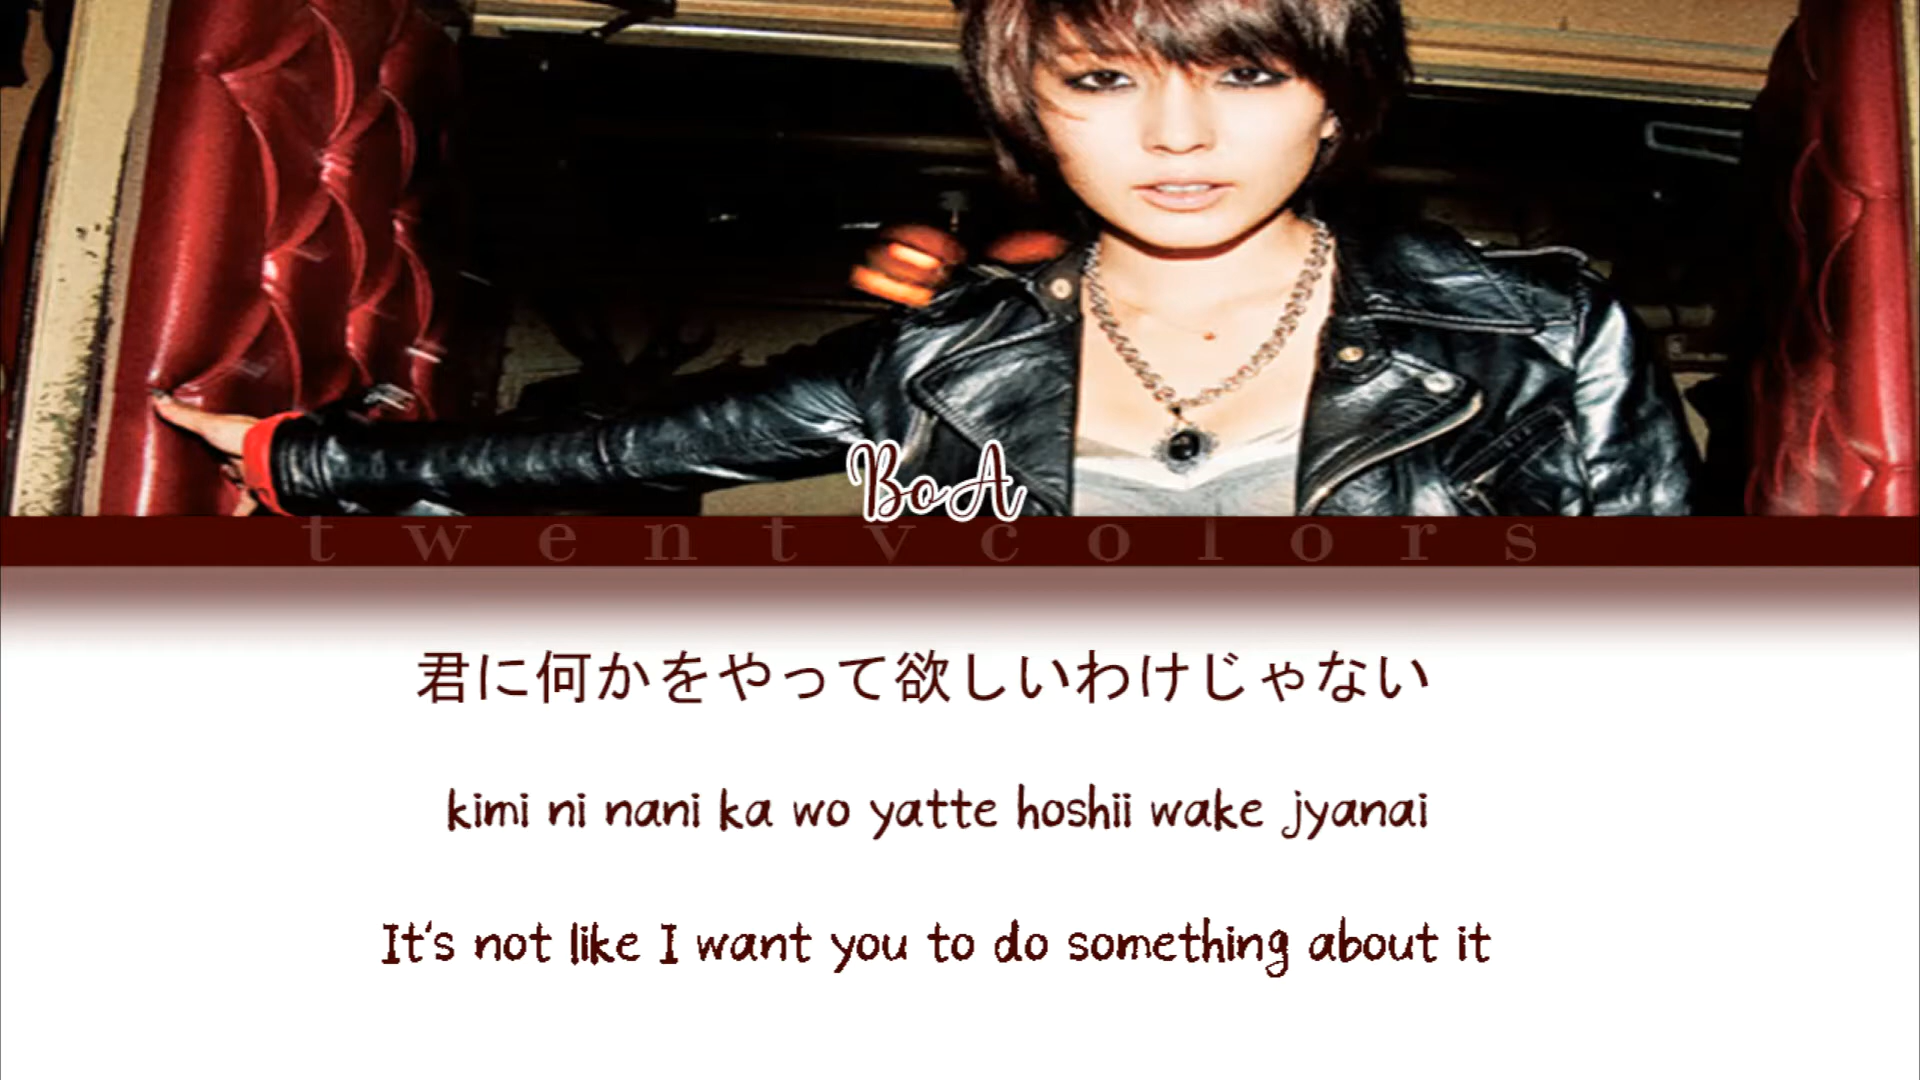 BoA
twentycolors
君に何かをやって欲しいわけじゃない
kimi ni nani ka wo yatte hoshii wake jyanai
It's not like I want you to do something about it